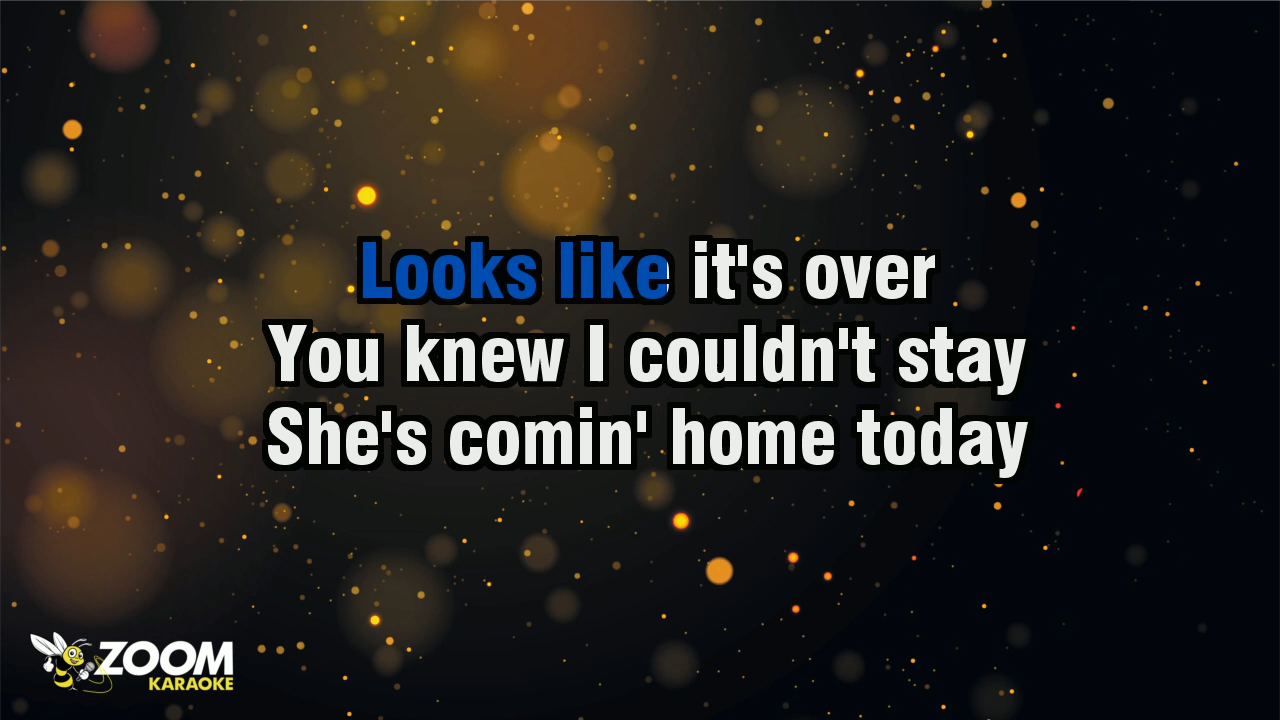 Looks like it's over
You knew I couldn't stay
She's comin' home today
ZOOM
KARAOKE